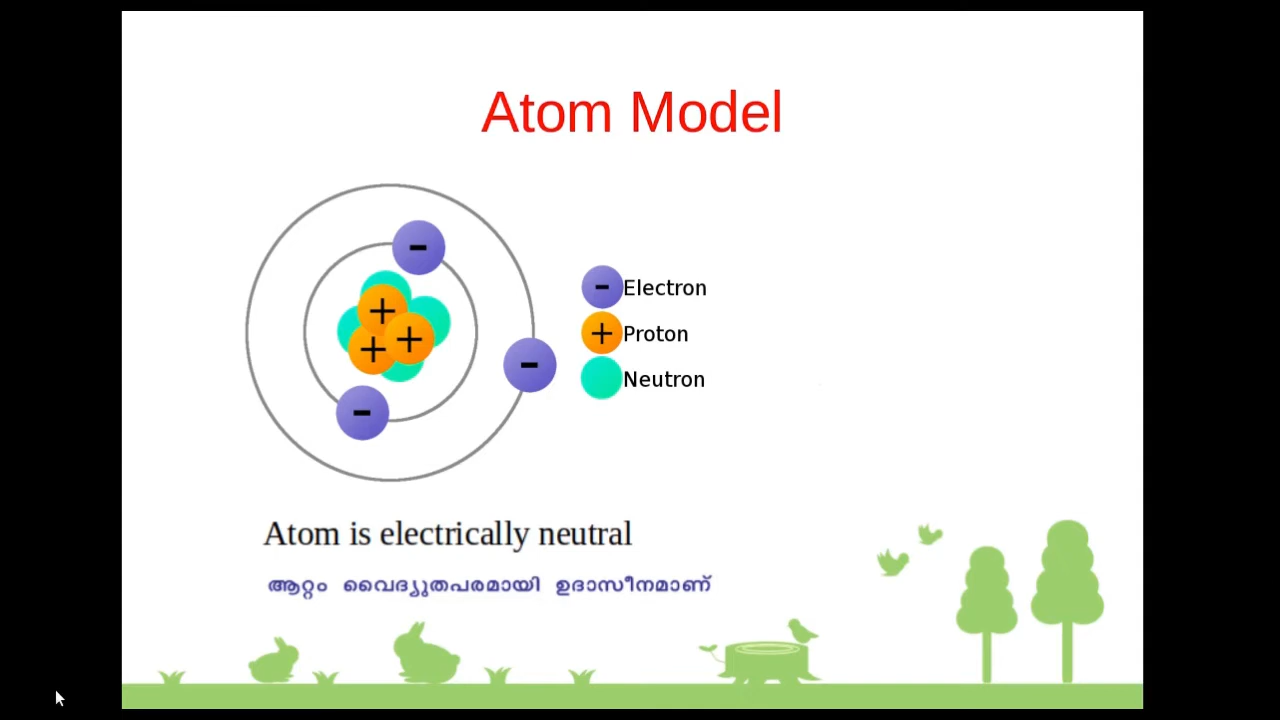 Atom Model
- Electron
+ Proton
Neutron
-
+
+
+
-
-
Atom is electrically neutral
ആറ്റം വൈദ്യുതപരമായി ഉദാസീനമാണ്